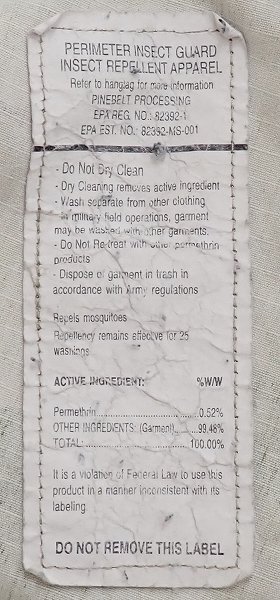 PERIMETER INSECT GUARD
INSECT REPELLENT APPAREL
Refer to hangtag for more information
PINEBELT PROCESSING
EPA REG. NO.: 82392-1
EPA EST. NO.: 82392-MS-001
- Do Not Dry Clean
- Dry Cleaning removes active ingredient
- Wash separate from other clothing
In military field operations, garment
may be washed with other garments.
- Do Not Re-treat with other permethrin
products
- Dispose of garment in trash in
accordance with Army regulations
Repels mosquitoes
Repellency remains effective for 25
washings
ACTIVE INGREDIENT: %W/W
Permethrin.......................0.52%
OTHER INGREDIENTS: (Garment)......99.48%
TOTAL:............................100.00%
It is a violation of Federal Law to use this
product in a manner inconsistent with its
labeling.
DO NOT REMOVE THIS LABEL